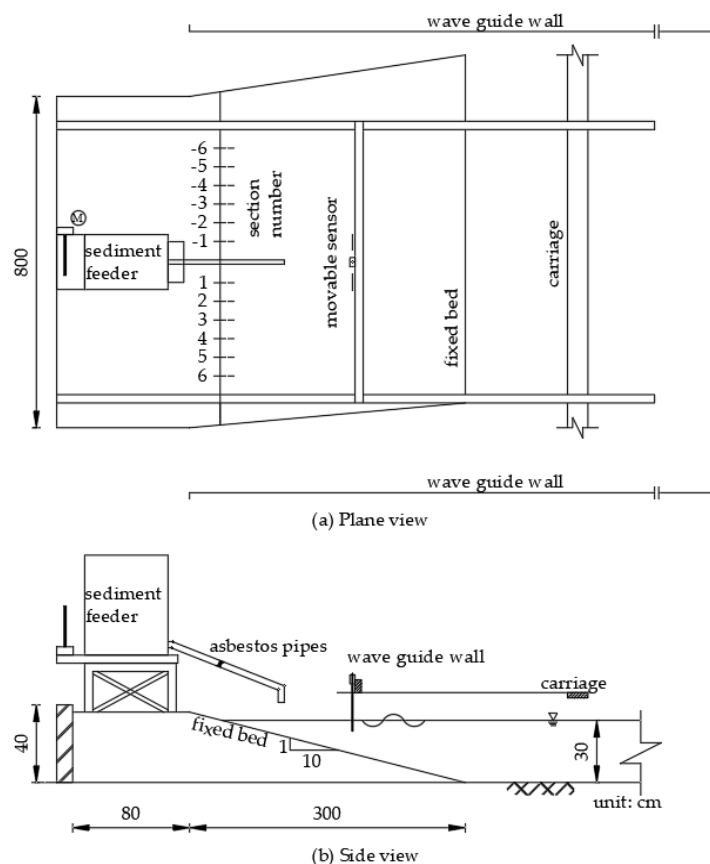 wave guide wall
-6
-5
-4
-3
-2
-1
section
number
M
sediment
feeder
800
movable sensor
fixed bed
carriage
1
2
3
4
5
6
wave guide wall
(a) Plane view
sediment
feeder
asbestos pipes
wave guide wall
carriage
fixed bed
1
10
40
30
unit: cm
80
300
(b) Side view